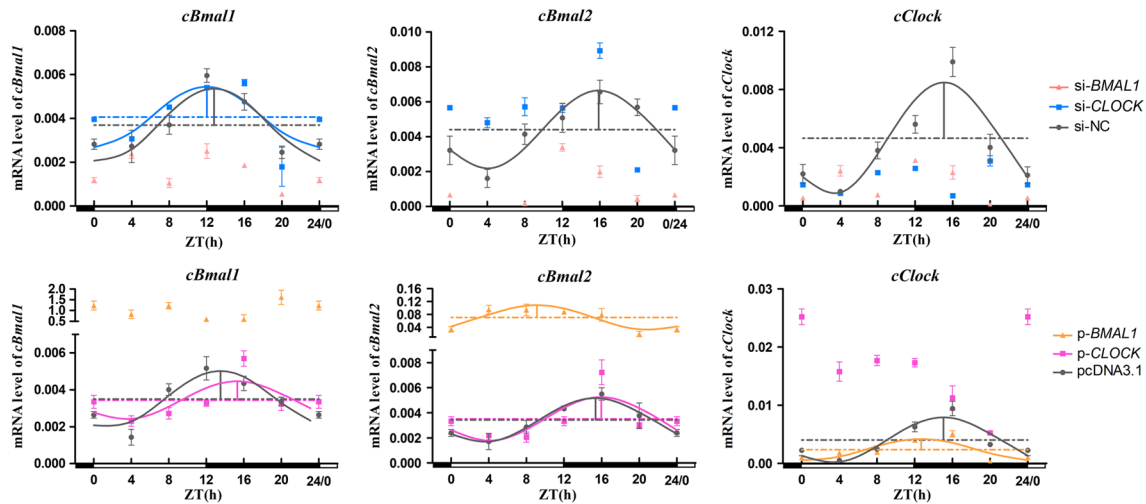 cBmal1
mRNA level of cBmal1
0.008
0.006
0.004
0.002
0.000
0 4 8 12 16 20 24/0
ZT(h)
cBmal2
mRNA level of cBmal2
0.010
0.008
0.006
0.004
0.002
0.000
0 4 8 12 16 20 0/24
ZT(h)
cClock
mRNA level of cClock
0.012
0.008
0.004
0.000
0 4 8 12 16 20 24/0
ZT(h)
si-BMAL1
si-CLOCK
si-NC
cBmal1
mRNA level of cBmal1
2.0
1.5
1.0
0.5
0.006
0.004
0.002
0.000
0 4 8 12 16 20 24/0
ZT(h)
cBmal2
mRNA level of cBmal2
0.16
0.12
0.08
0.04
0.008
0.006
0.004
0.002
0.000
0 4 8 12 16 20 24/0
ZT(h)
cClock
mRNA level of cClock
0.03
0.02
0.01
0.00
0 4 8 12 16 20 24/0
ZT(h)
p-BMAL1
p-CLOCK
pcDNA3.1